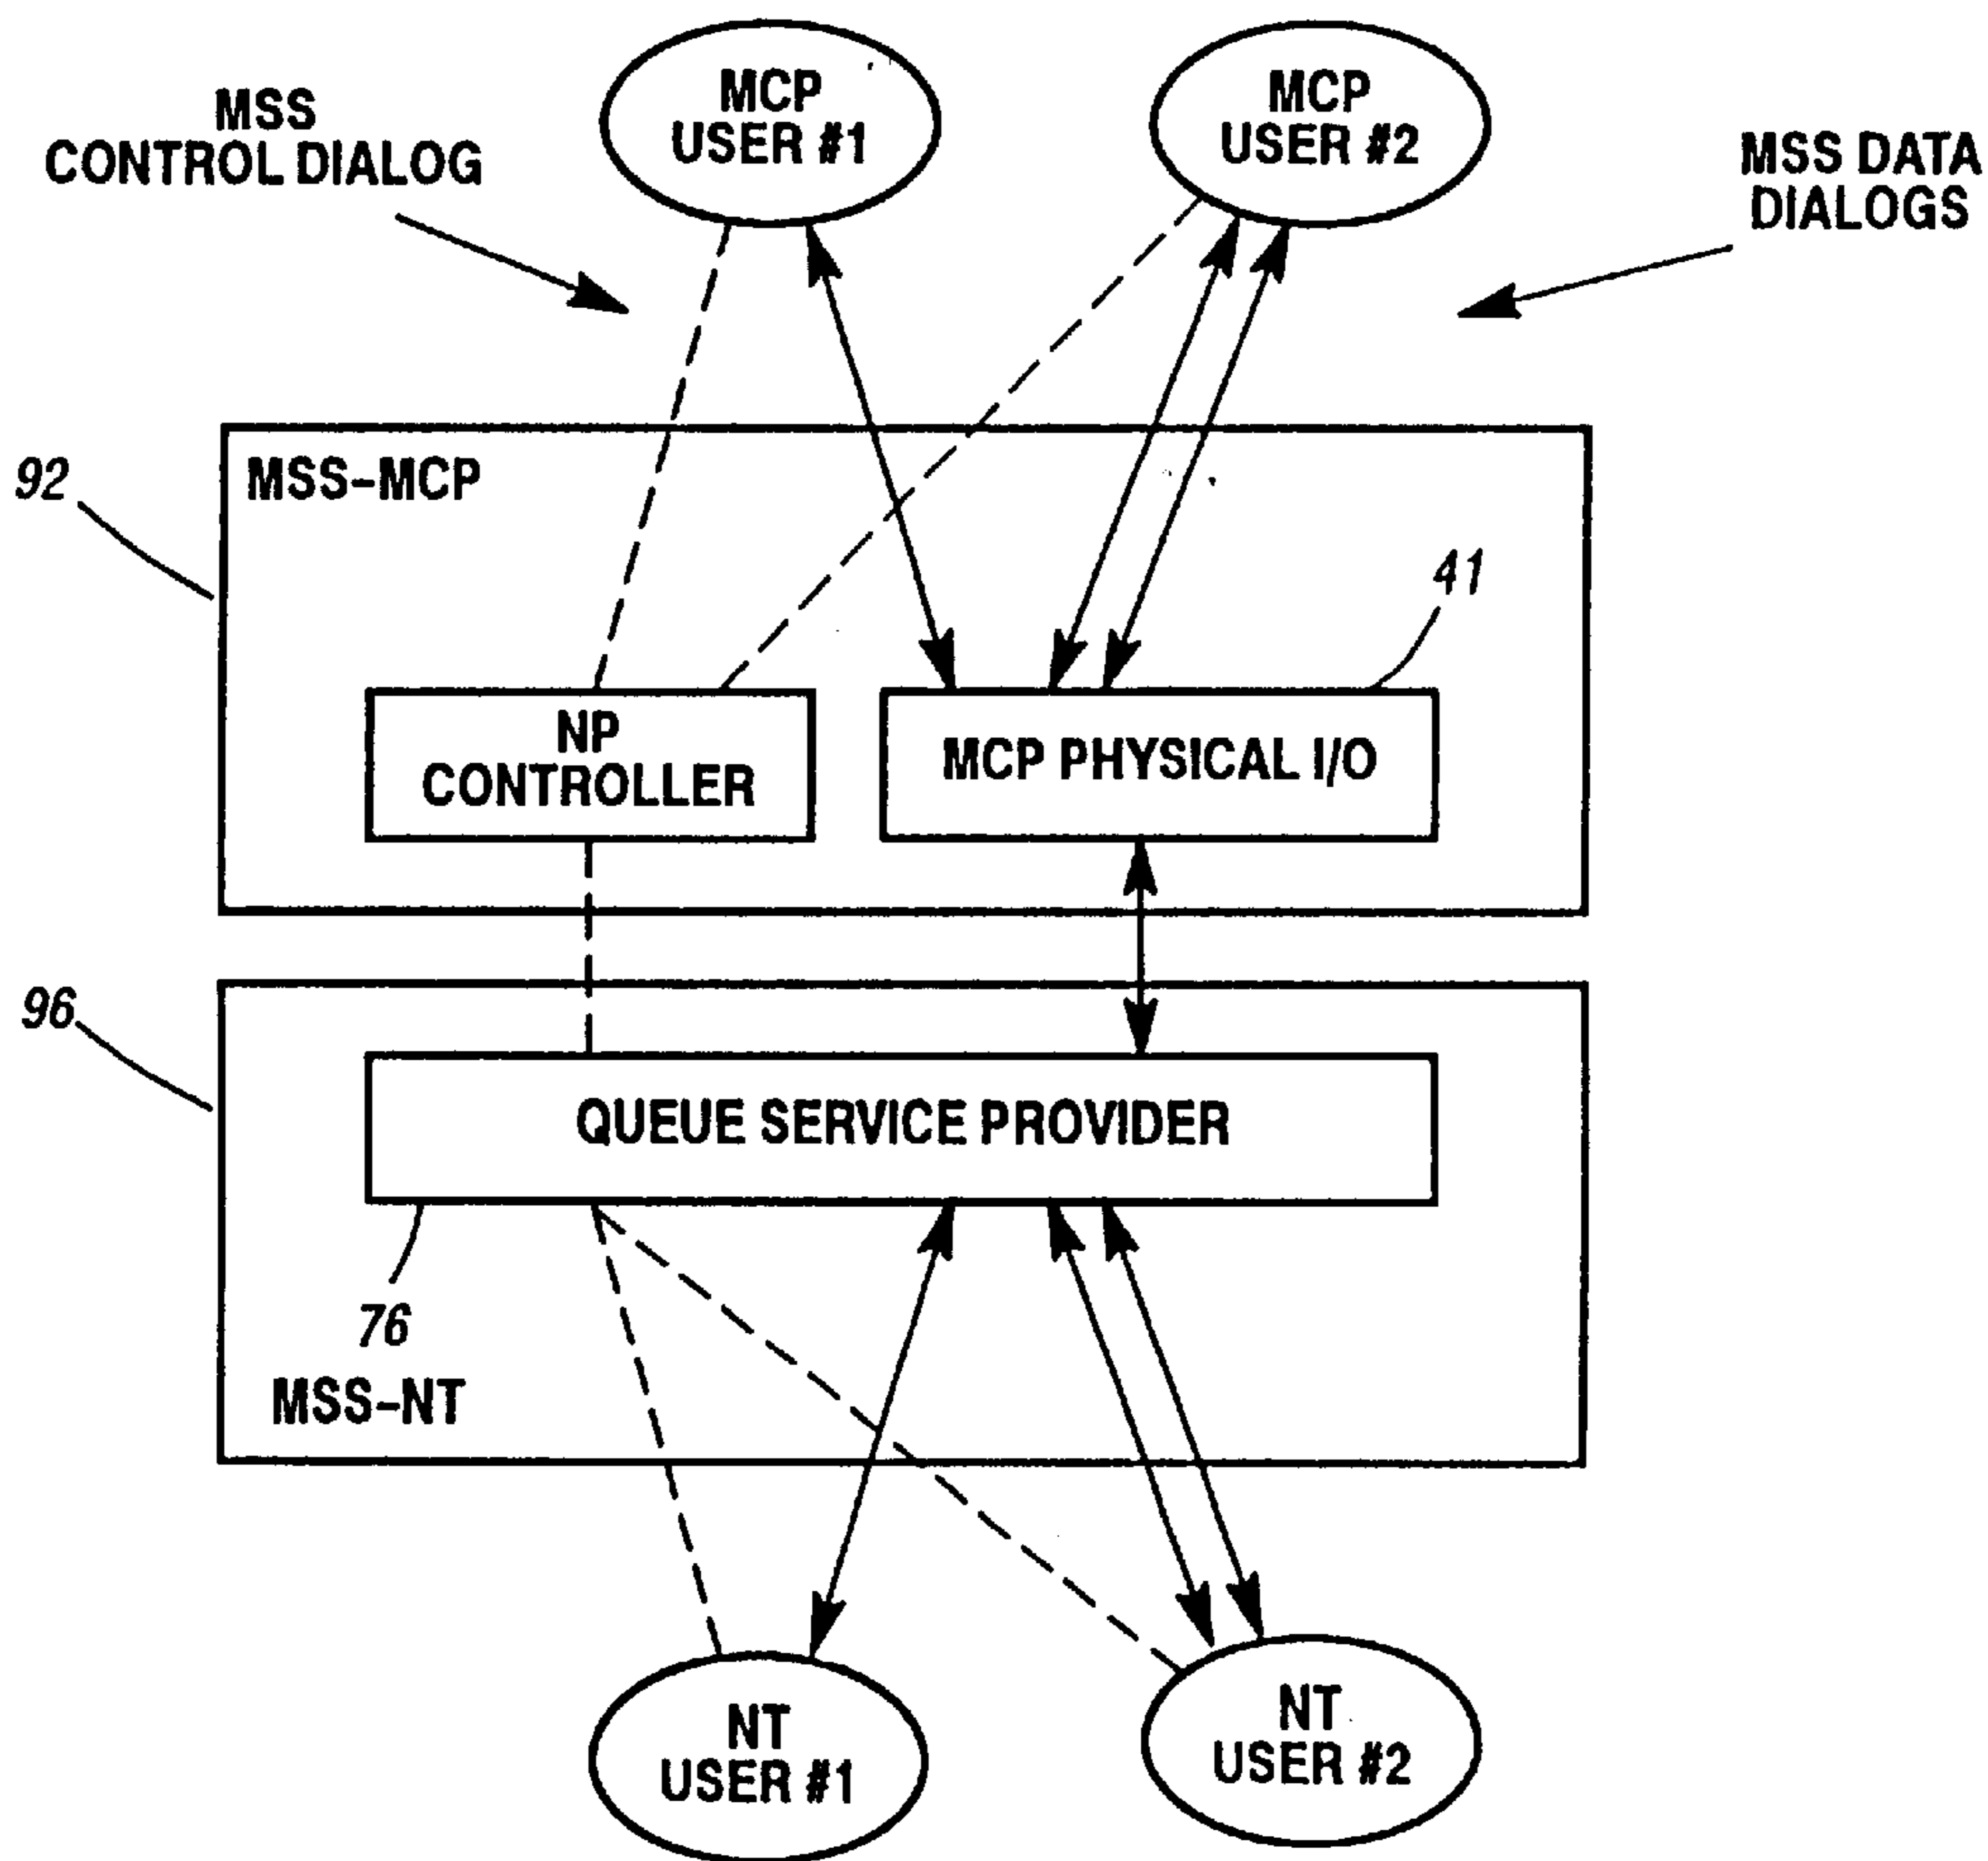 MCP
USER #1
MCP
USER #2
MSS
CONTROL DIALOG
MSS DATA
DIALOGS
92
MSS-MCP
41
NP
CONTROLLER
MCP PHYSICAL I/O
96
QUEUE SERVICE PROVIDER
76
MSS-NT
NT
USER #1
NT
USER #2